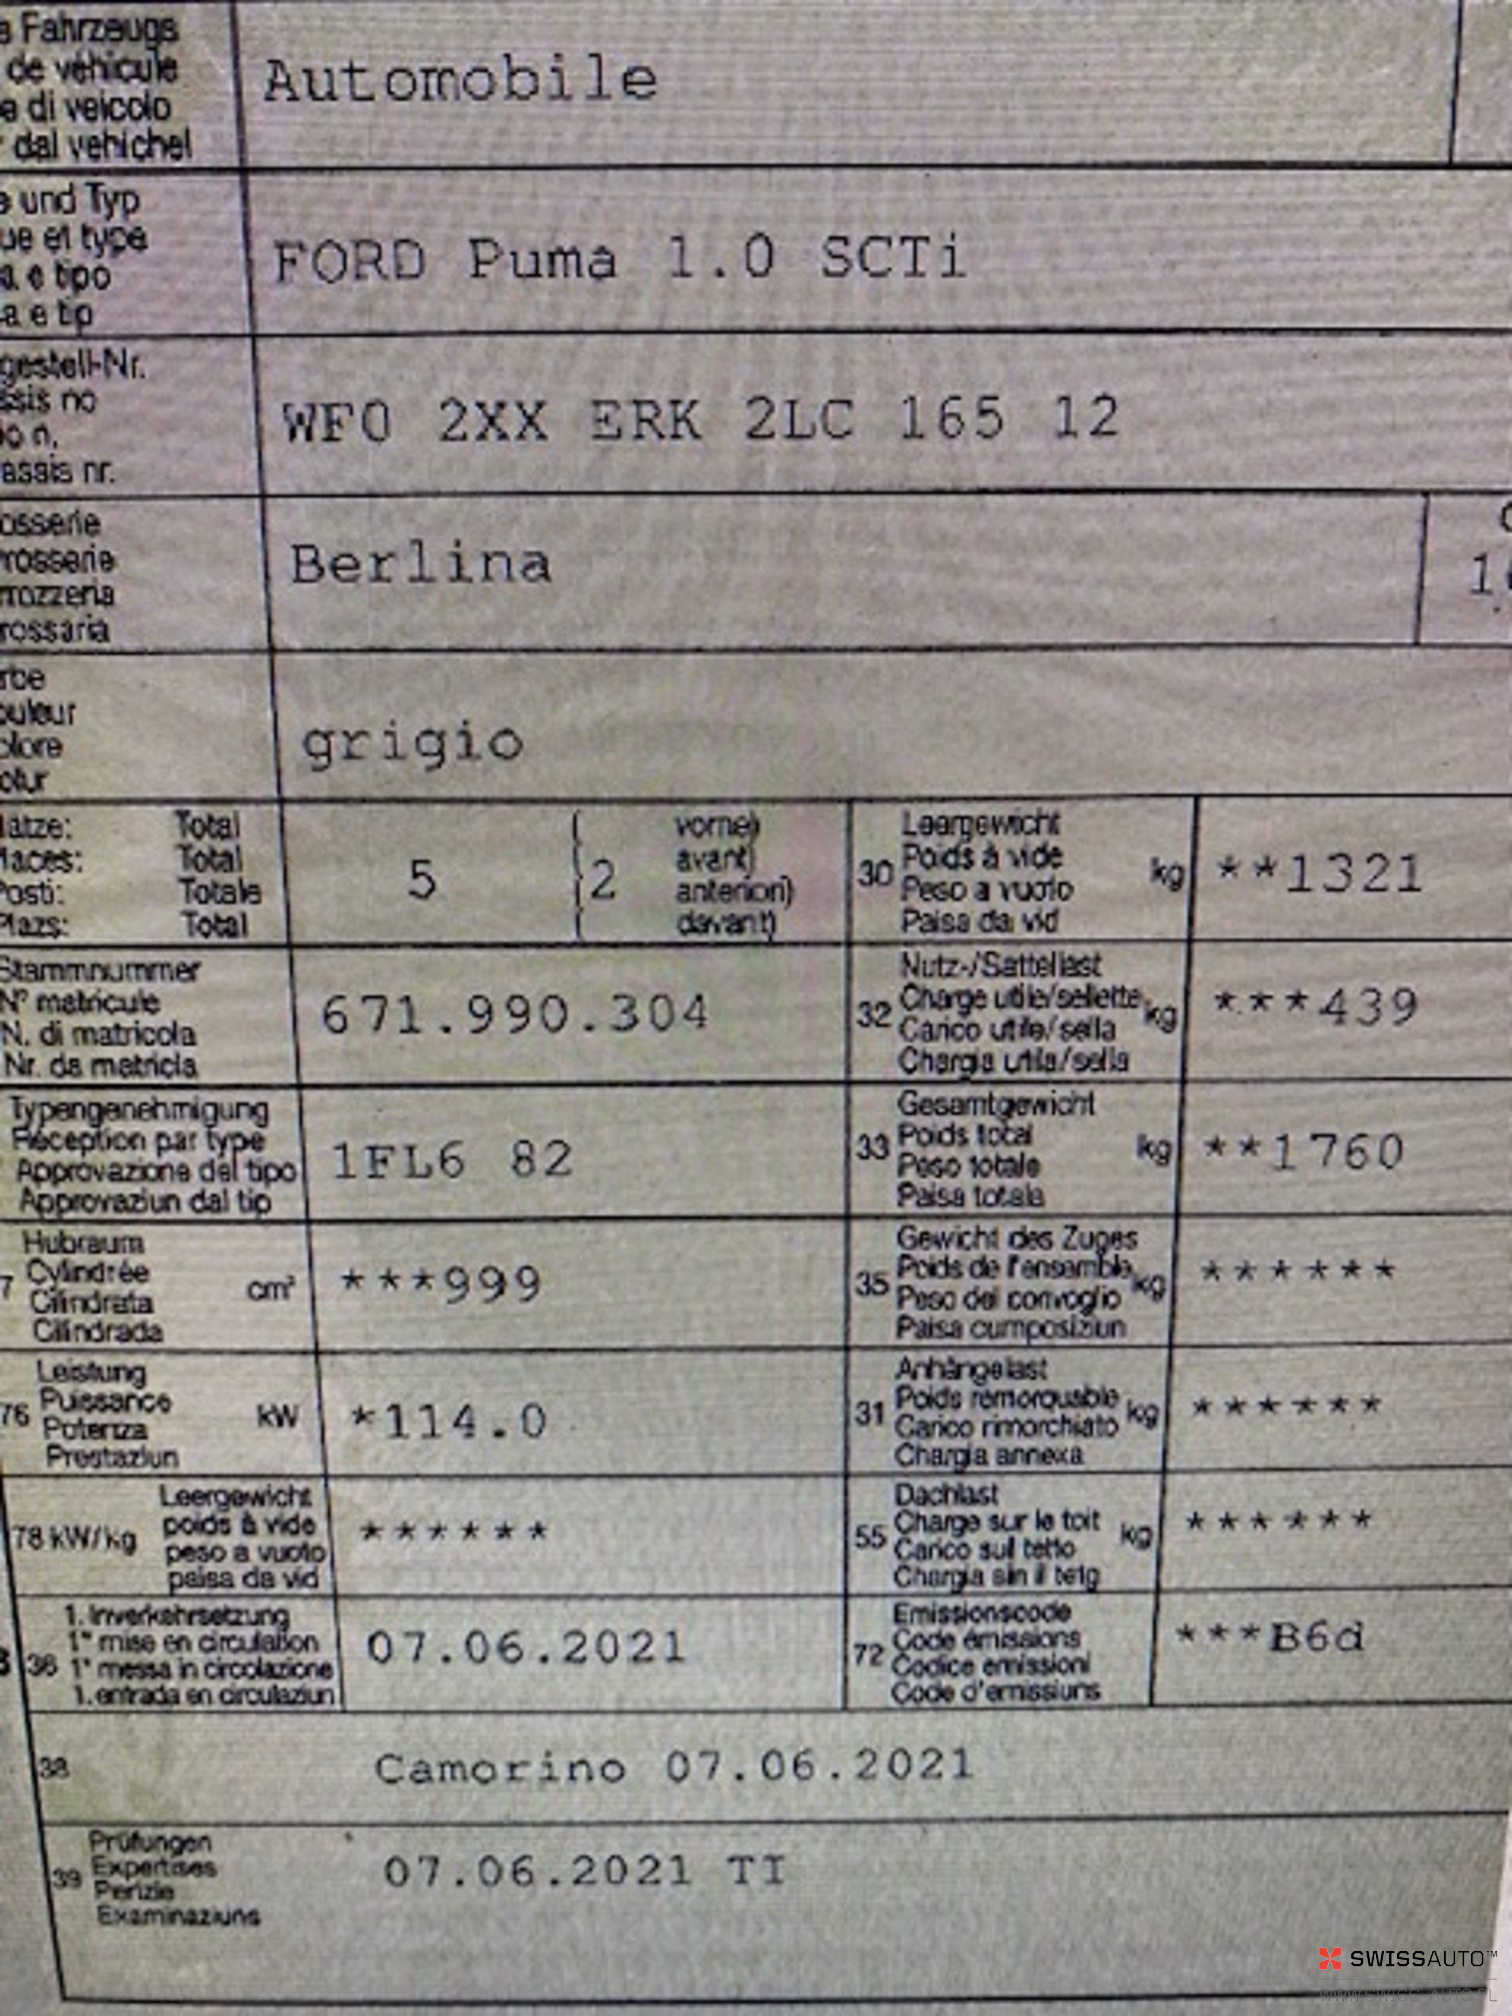 Fahrzeugs
de véhicule
di veicolo
dal vehichel
Automobile
und Typ
et type
e tipo
e tip
FORD Puma 1.0 SCTi
gestell-Nr.
ssis no
n.
assis nr.
WF0 2XX ERK 2LC 165 12
osserie
rrosserie
rrozzeria
rossaria
Berlina
rbe
ouleur
olore
olur
grigio
lätze: Total
laces: Total
Posti: Totale
Plazs: Total
5 (2
vorne)
avant)
anteriori)
davant)
30 Leergewicht
Poids à vide
Peso a vuoto
Paisa da vid
kg **1321
Stammnummer
N° matricule
N. di matricola
Nr. da matricla
671.990.304
32 Nutz-/Sattellast
Charge utile/sellette
Carico utile/sella
Chargia utila/sella
kg ***439
Typengenehmigung
Réception par type
Approvazione del tipo
Approvaziun dal tip
1FL6 82
33 Gesamtgewicht
Poids total
Peso totale
Paisa totala
kg **1760
Hubraum
7 Cylindrée
Cilindrata
Cilindrada
cm³ ***999
35 Gewicht des Zuges
Poids de l'ensemble
Peso del convoglio
Paisa cumposiziun
kg ******
Leistung
76 Puissance
Potenza
Prestaziun
kW *114.0
31 Anhängelast
Poids remorquable
Carico rimorchiato
Chargia annexa
kg ******
78 kW/kg
Leergewicht
poids à vide
peso a vuoto
paisa da vid
******
55 Dachlast
Charge sur le toit
Carico sul tetto
Chargia sin il tetg
kg ******
36 1. Inverkehrsetzung
1re mise en circulation
1a messa in circolazione
1. entrada en circulaziun
07.06.2021
72 Emissionscode
Code émissions
Codice emissioni
Code d'emissiuns
***B6d
38 Camorino 07.06.2021
39 Prüfungen
Expertises
Perizie
Examinaziuns
07.06.2021 TI
SWISSAUTO™